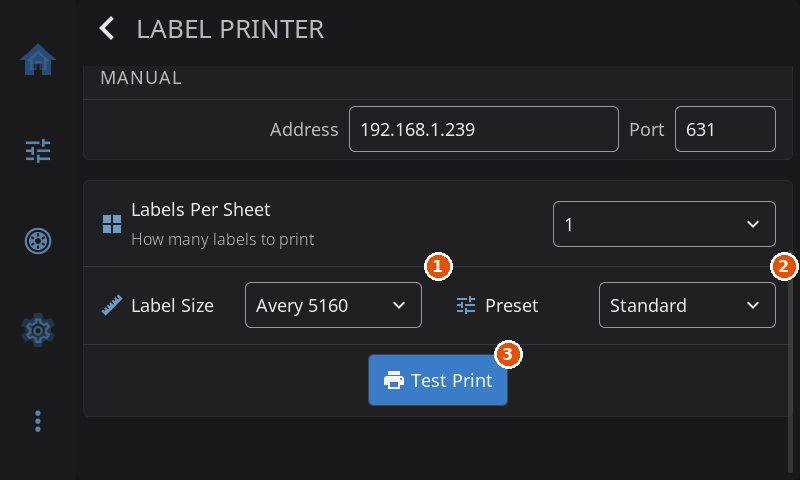 LABEL PRINTER
MANUAL
Address 192.168.1.239 Port 631
Labels Per Sheet 1
How many labels to print
1 2
Label Size Avery 5160 Preset Standard
3
Test Print